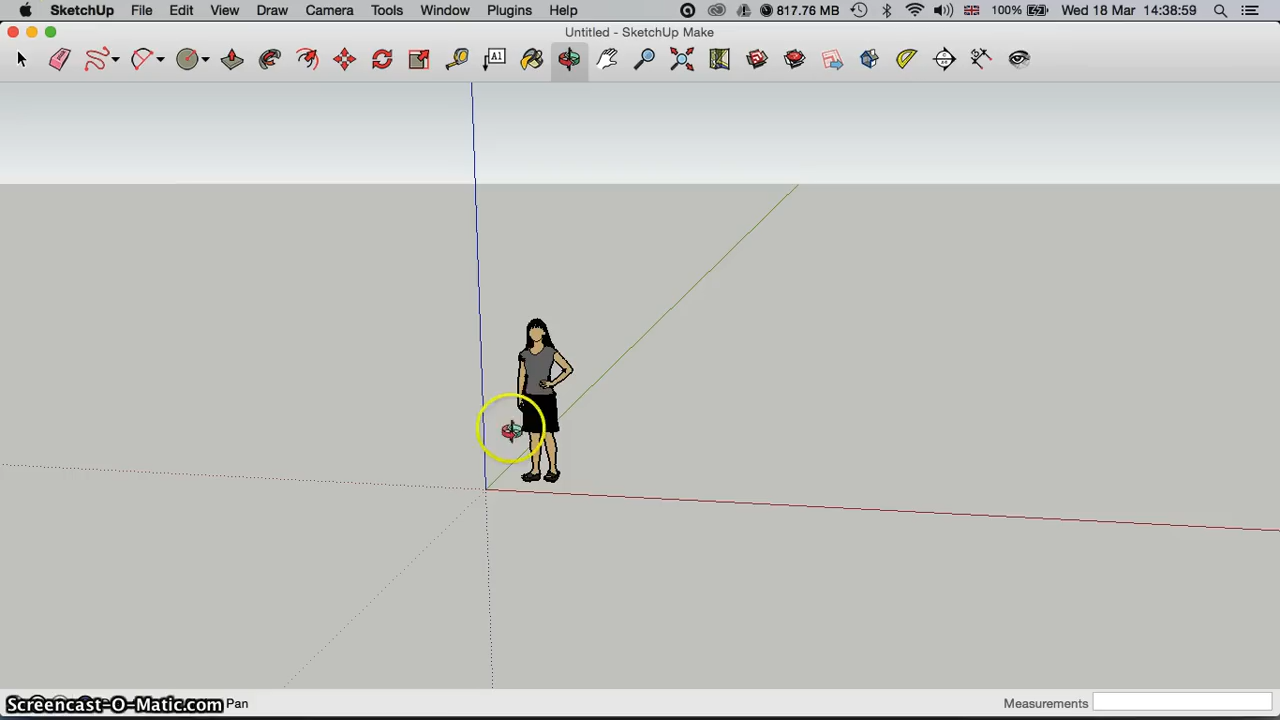 SketchUp File Edit View Draw Camera Tools Window Plugins Help 817.76 MB 100% Wed 18 Mar 14:38:59
Untitled - SketchUp Make
A1
Screencast-O-Matic.com Pan Measurements